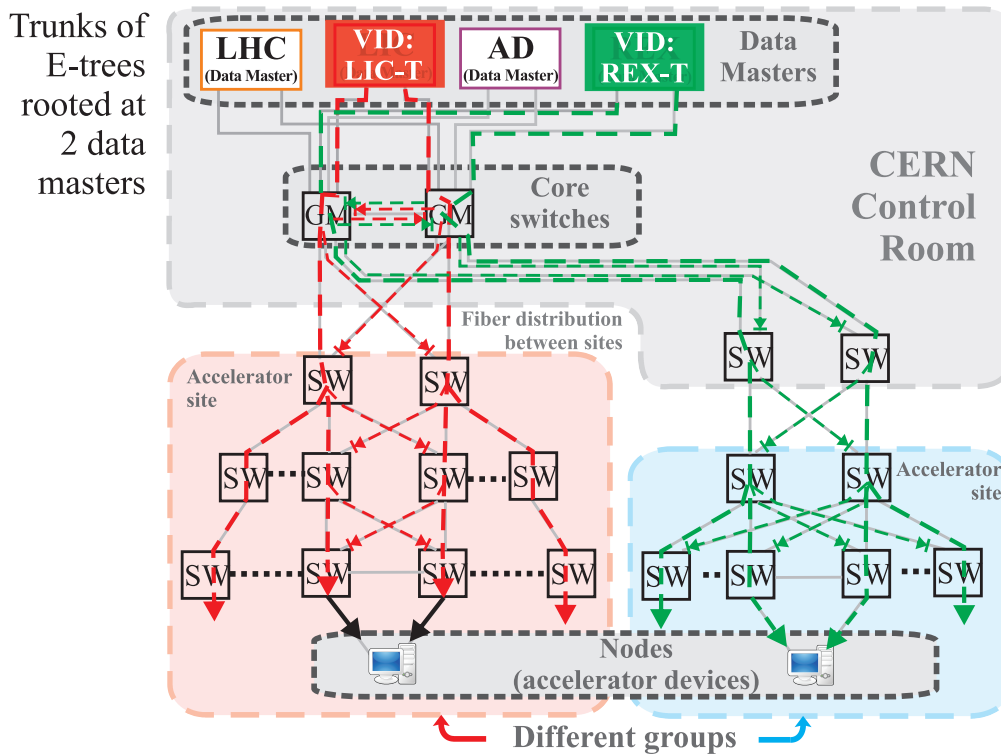 Trunks of
E-trees
rooted at
2 data
masters
LHC
(Data Master)
VID:
LIC-T
AD
(Data Master)
VID:
REX-T
Data
Masters
CERN
Control
Room
Core
switches
GM
GM
Fiber distribution
between sites
SW
SW
SW
SW
Accelerator
site
SW
SW
SW
SW
SW
SW
Accelerator
site
SW
SW
SW
SW
SW
SW
SW
SW
Nodes
(accelerator devices)
Different groups